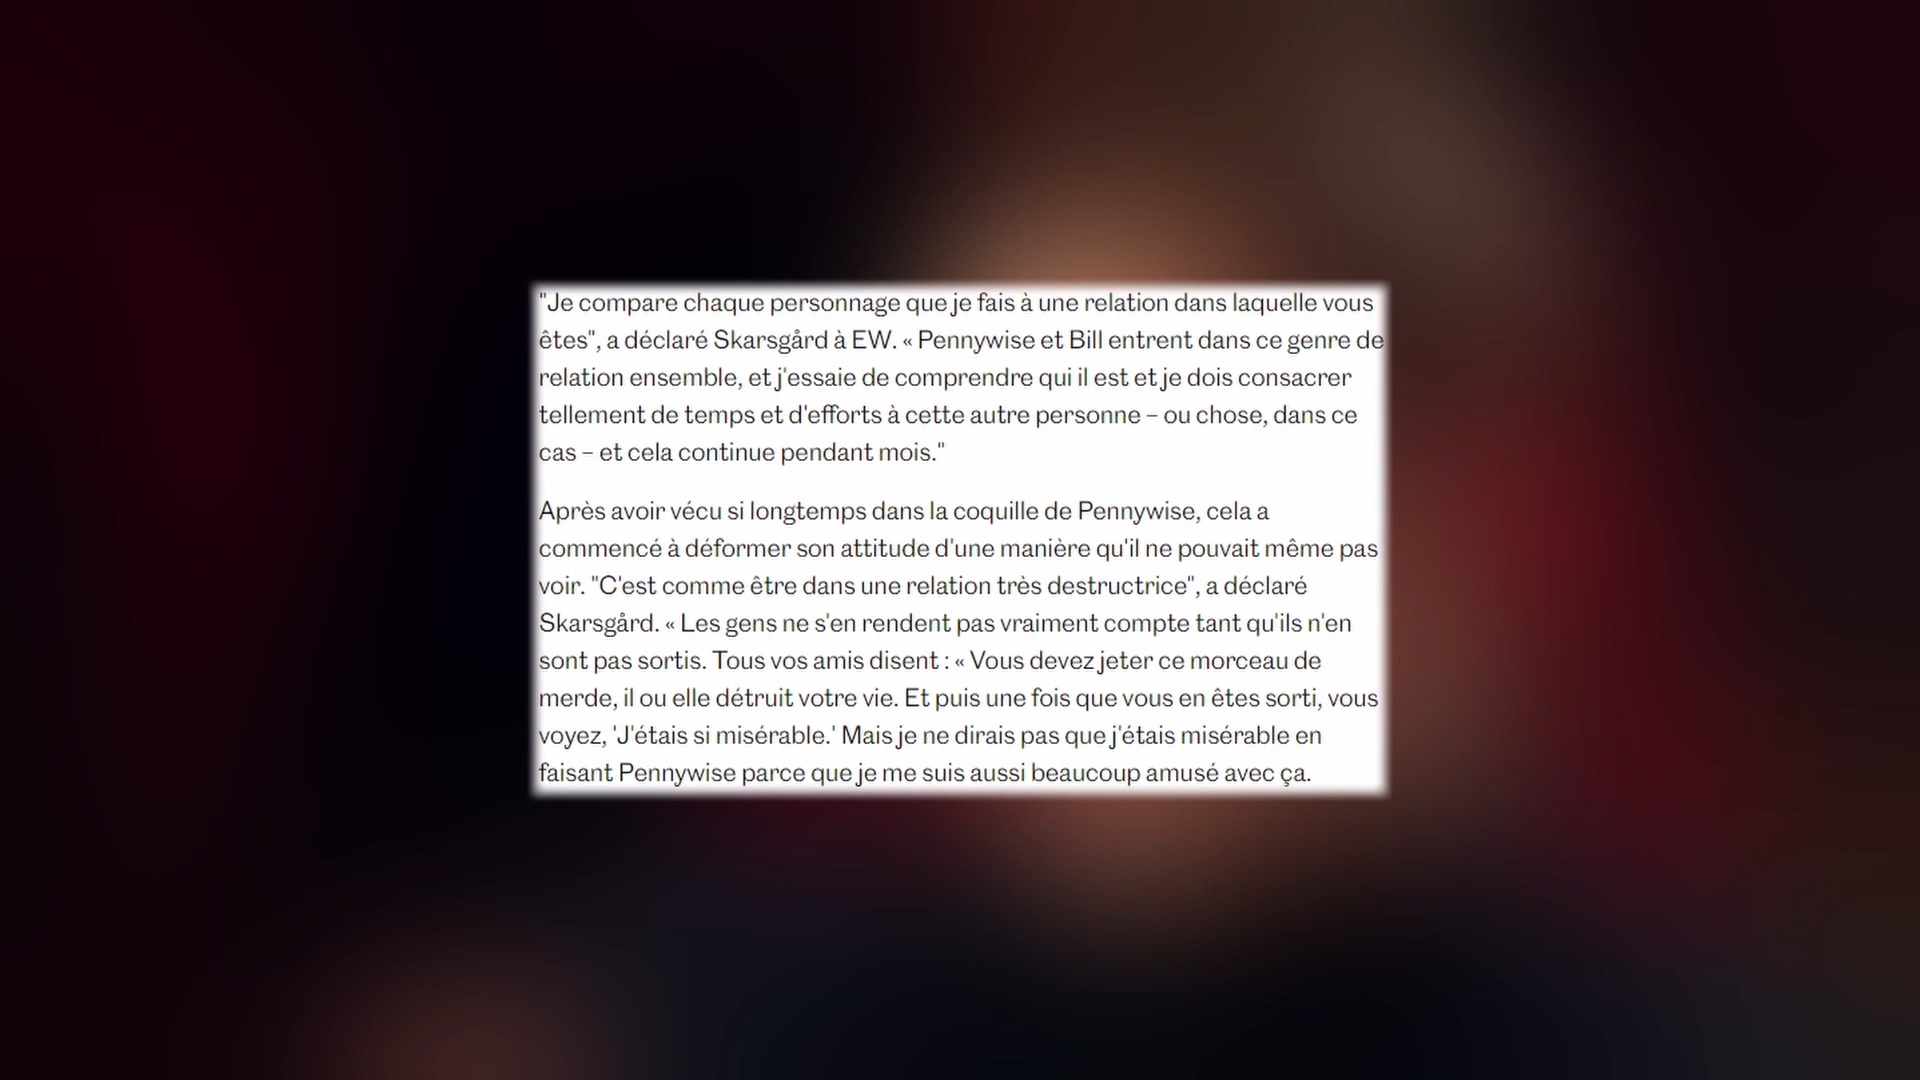 "Je compare chaque personnage que je fais à une relation dans laquelle vous
êtes", a déclaré Skarsgård à EW. « Pennywise et Bill entrent dans ce genre de
relation ensemble, et j'essaie de comprendre qui il est et je dois consacrer
tellement de temps et d'efforts à cette autre personne – ou chose, dans ce
cas – et cela continue pendant mois."
Après avoir vécu si longtemps dans la coquille de Pennywise, cela a
commencé à déformer son attitude d'une manière qu'il ne pouvait même pas
voir. "C'est comme être dans une relation très destructrice", a déclaré
Skarsgård. « Les gens ne s'en rendent pas vraiment compte tant qu'ils n'en
sont pas sortis. Tous vos amis disent : « Vous devez jeter ce morceau de
merde, il ou elle détruit votre vie. Et puis une fois que vous en êtes sorti, vous
voyez, 'J'étais si misérable.' Mais je ne dirais pas que j'étais misérable en
faisant Pennywise parce que je me suis aussi beaucoup amusé avec ça.